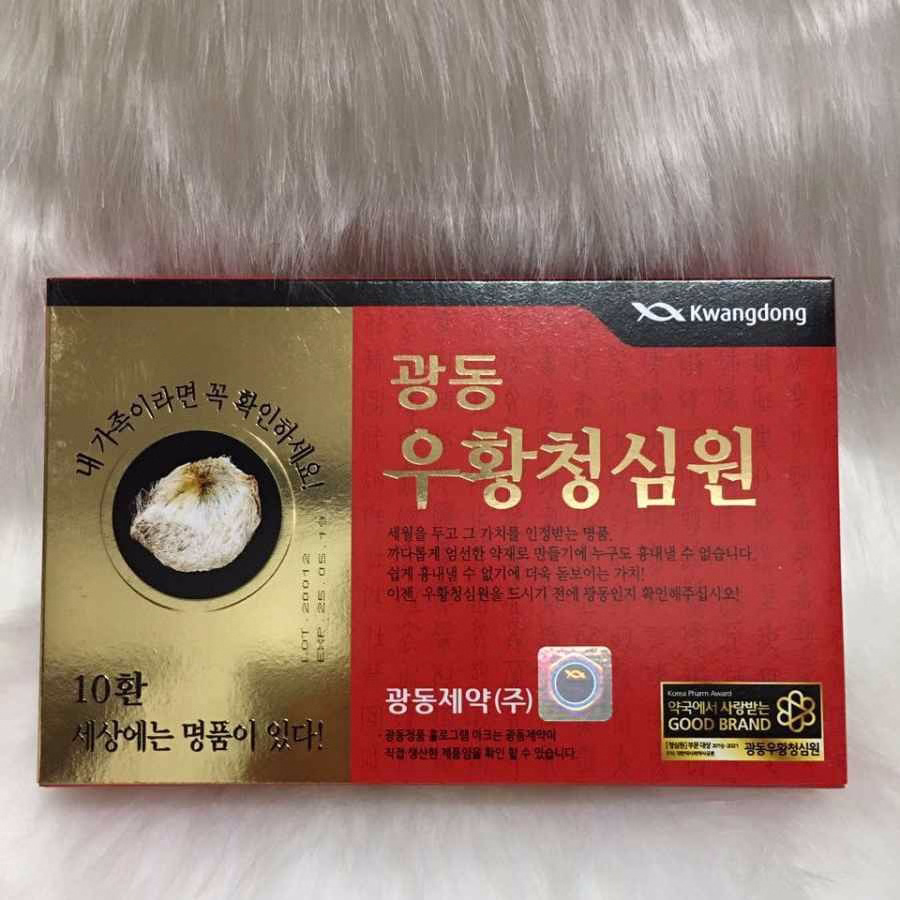 Kwangdong
내 가족이라면 꼭 확인하세요!
광동
우황청심원
세월을 두고 그 가치를 인정받는 명품.
까다롭게 엄선한 약재로 만들기에 누구도 흉내낼 수 없습니다.
쉽게 흉내낼 수 없기에 더욱 돋보이는 가치!
이젠, 우황청심원을 드시기 전에 광동인지 확인해주십시오!
LOT. 2012
EXP. 25. 05. 1
10환
세상에는 명품이 있다!
광동제약(주)
· 광동정품 홀로그램 마크는 광동제약이
직접 생산한 제품임을 확인 할 수 있습니다.
Korea Pharm Award
약국에서 사랑받는
GOOD BRAND
[청심원] 부문 대상
광동우황청심원